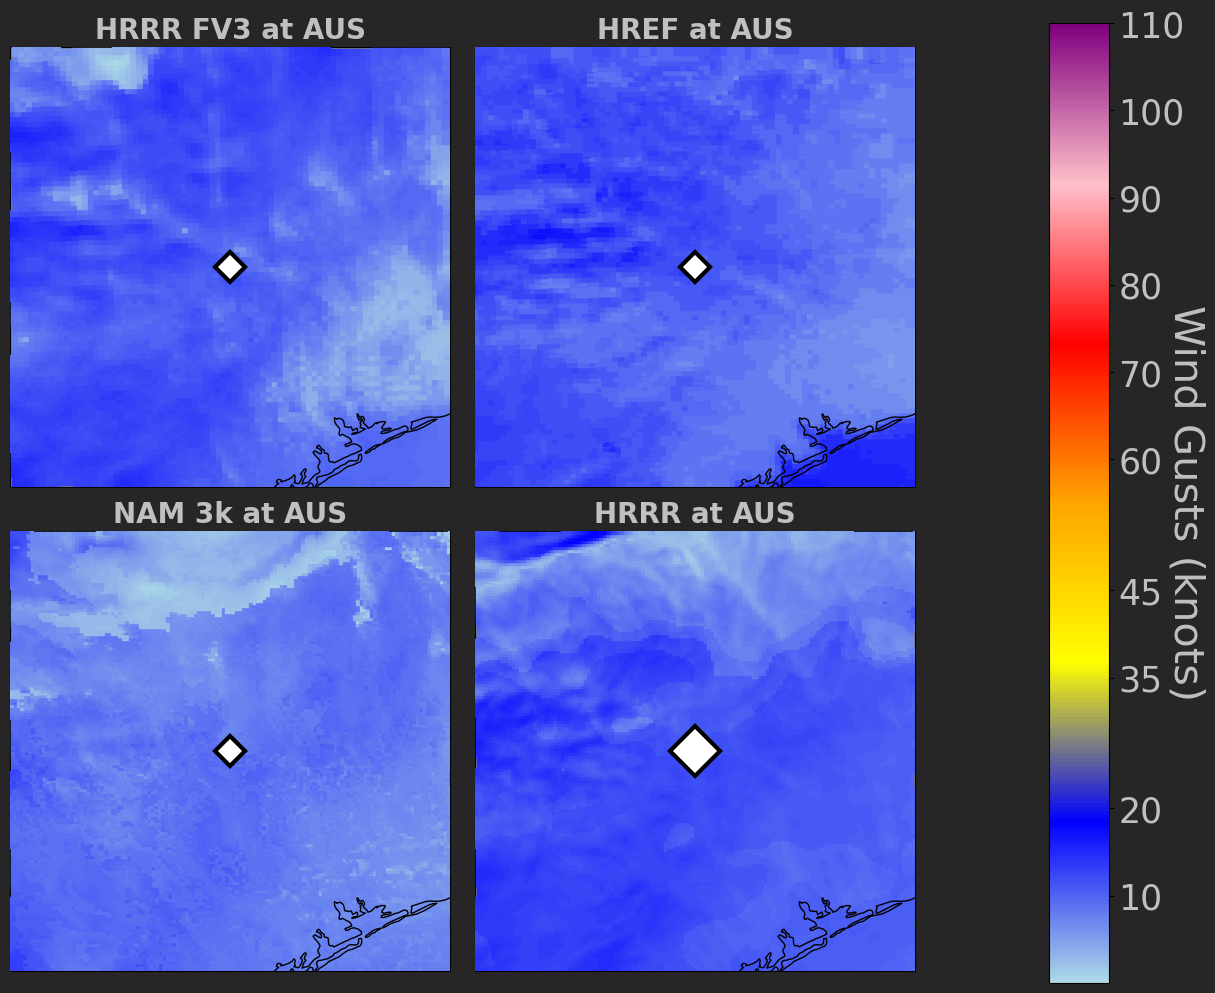 HRRR FV3 at AUS
HREF at AUS
NAM 3k at AUS
HRRR at AUS
110
100
90
80
70
60
45
35
20
10
Wind Gusts (knots)